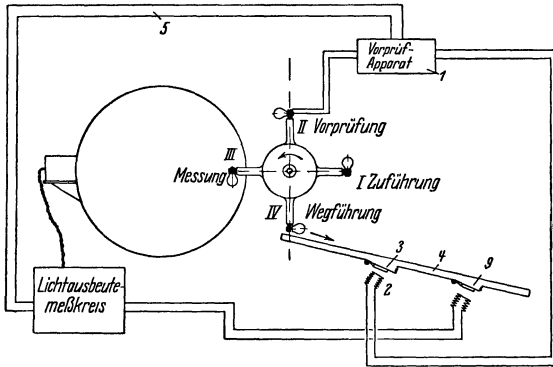 5
Vorprüf-
Apparat
1
II Vorprüfung
III
Messung
I Zuführung
IV
Wegführung
3
4
9
2
Lichtausbeute-
meßkreis